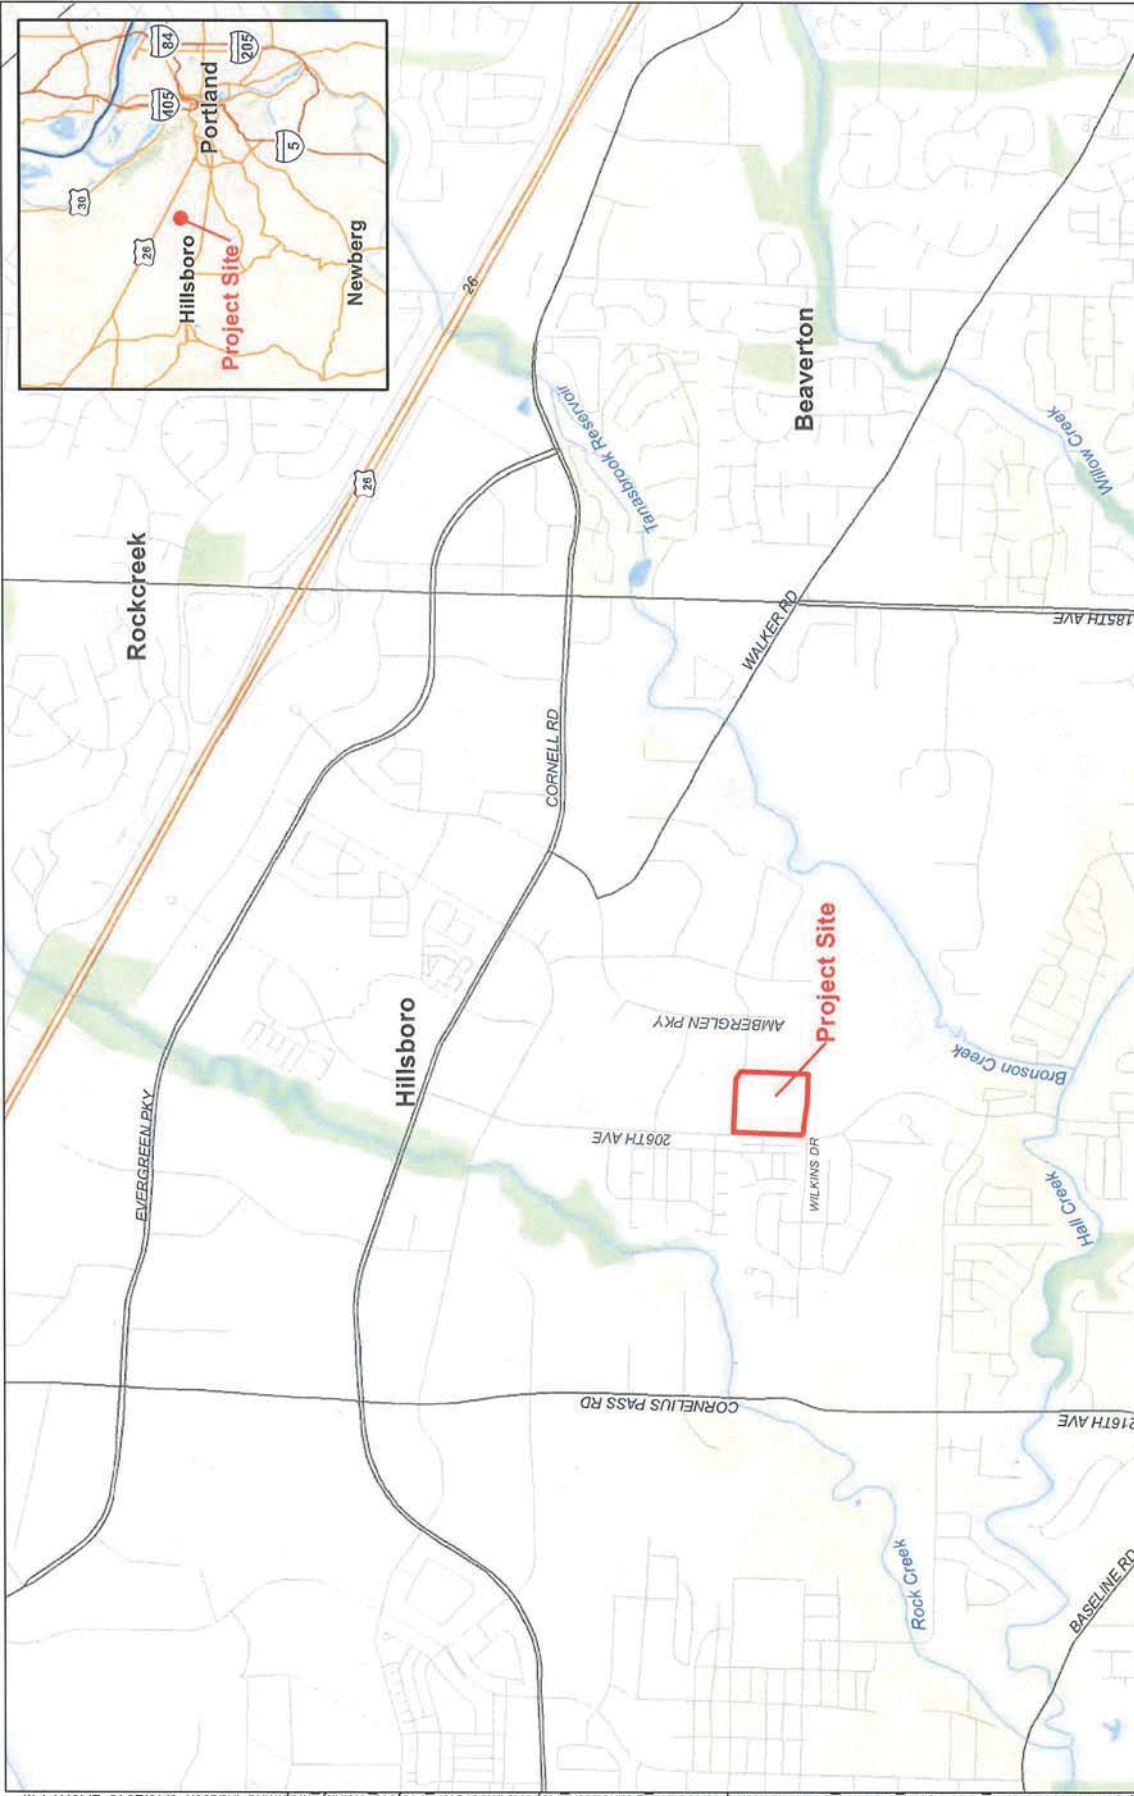 84
205
405
Portland
5
30
26
Hillsboro
Project Site
Newberg
26
26
Rockcreek
Tanasbrook Reservoir
Beaverton
Willow Creek
185TH AVE
WALKER RD
CORNELL RD
EVERGREEN PKY
Hillsboro
AMBERGLEN PKY
Project Site
206TH AVE
WILKINS DR
Bronson Creek
Hall Creek
CORNELIUS PASS RD
216TH AVE
Rock Creek
BASELINE RD